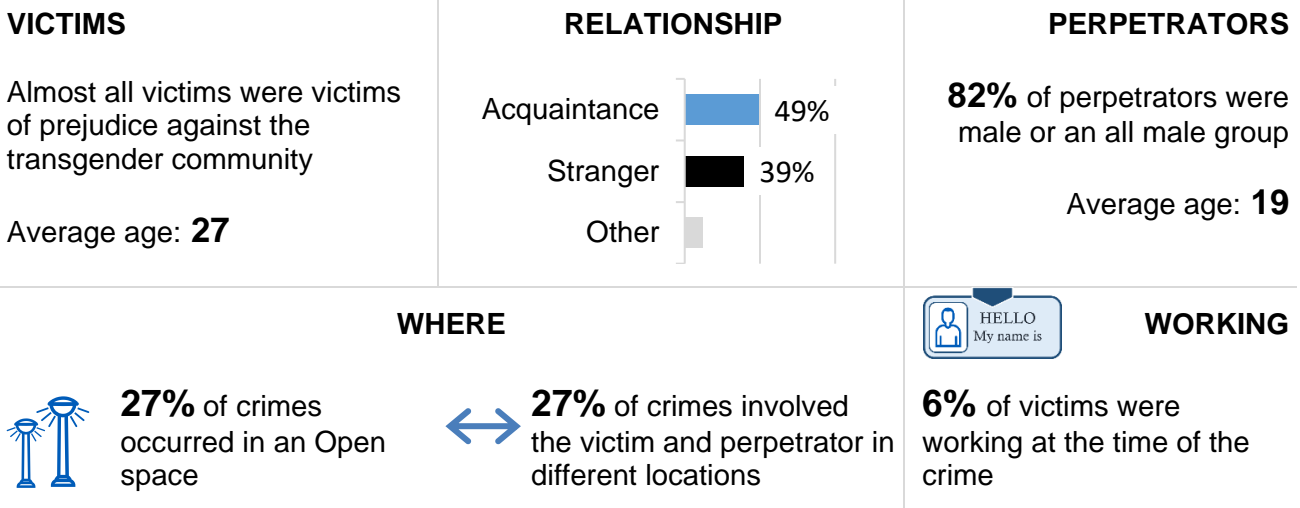 VICTIMS
Almost all victims were victims
of prejudice against the
transgender community
Average age: 27
RELATIONSHIP
Acquaintance 49%
Stranger 39%
Other
PERPETRATORS
82% of perpetrators were
male or an all male group
Average age: 19
WHERE
27% of crimes
occurred in an Open
space
27% of crimes involved
the victim and perpetrator in
different locations
HELLO
My name is
WORKING
6% of victims were
working at the time of the
crime